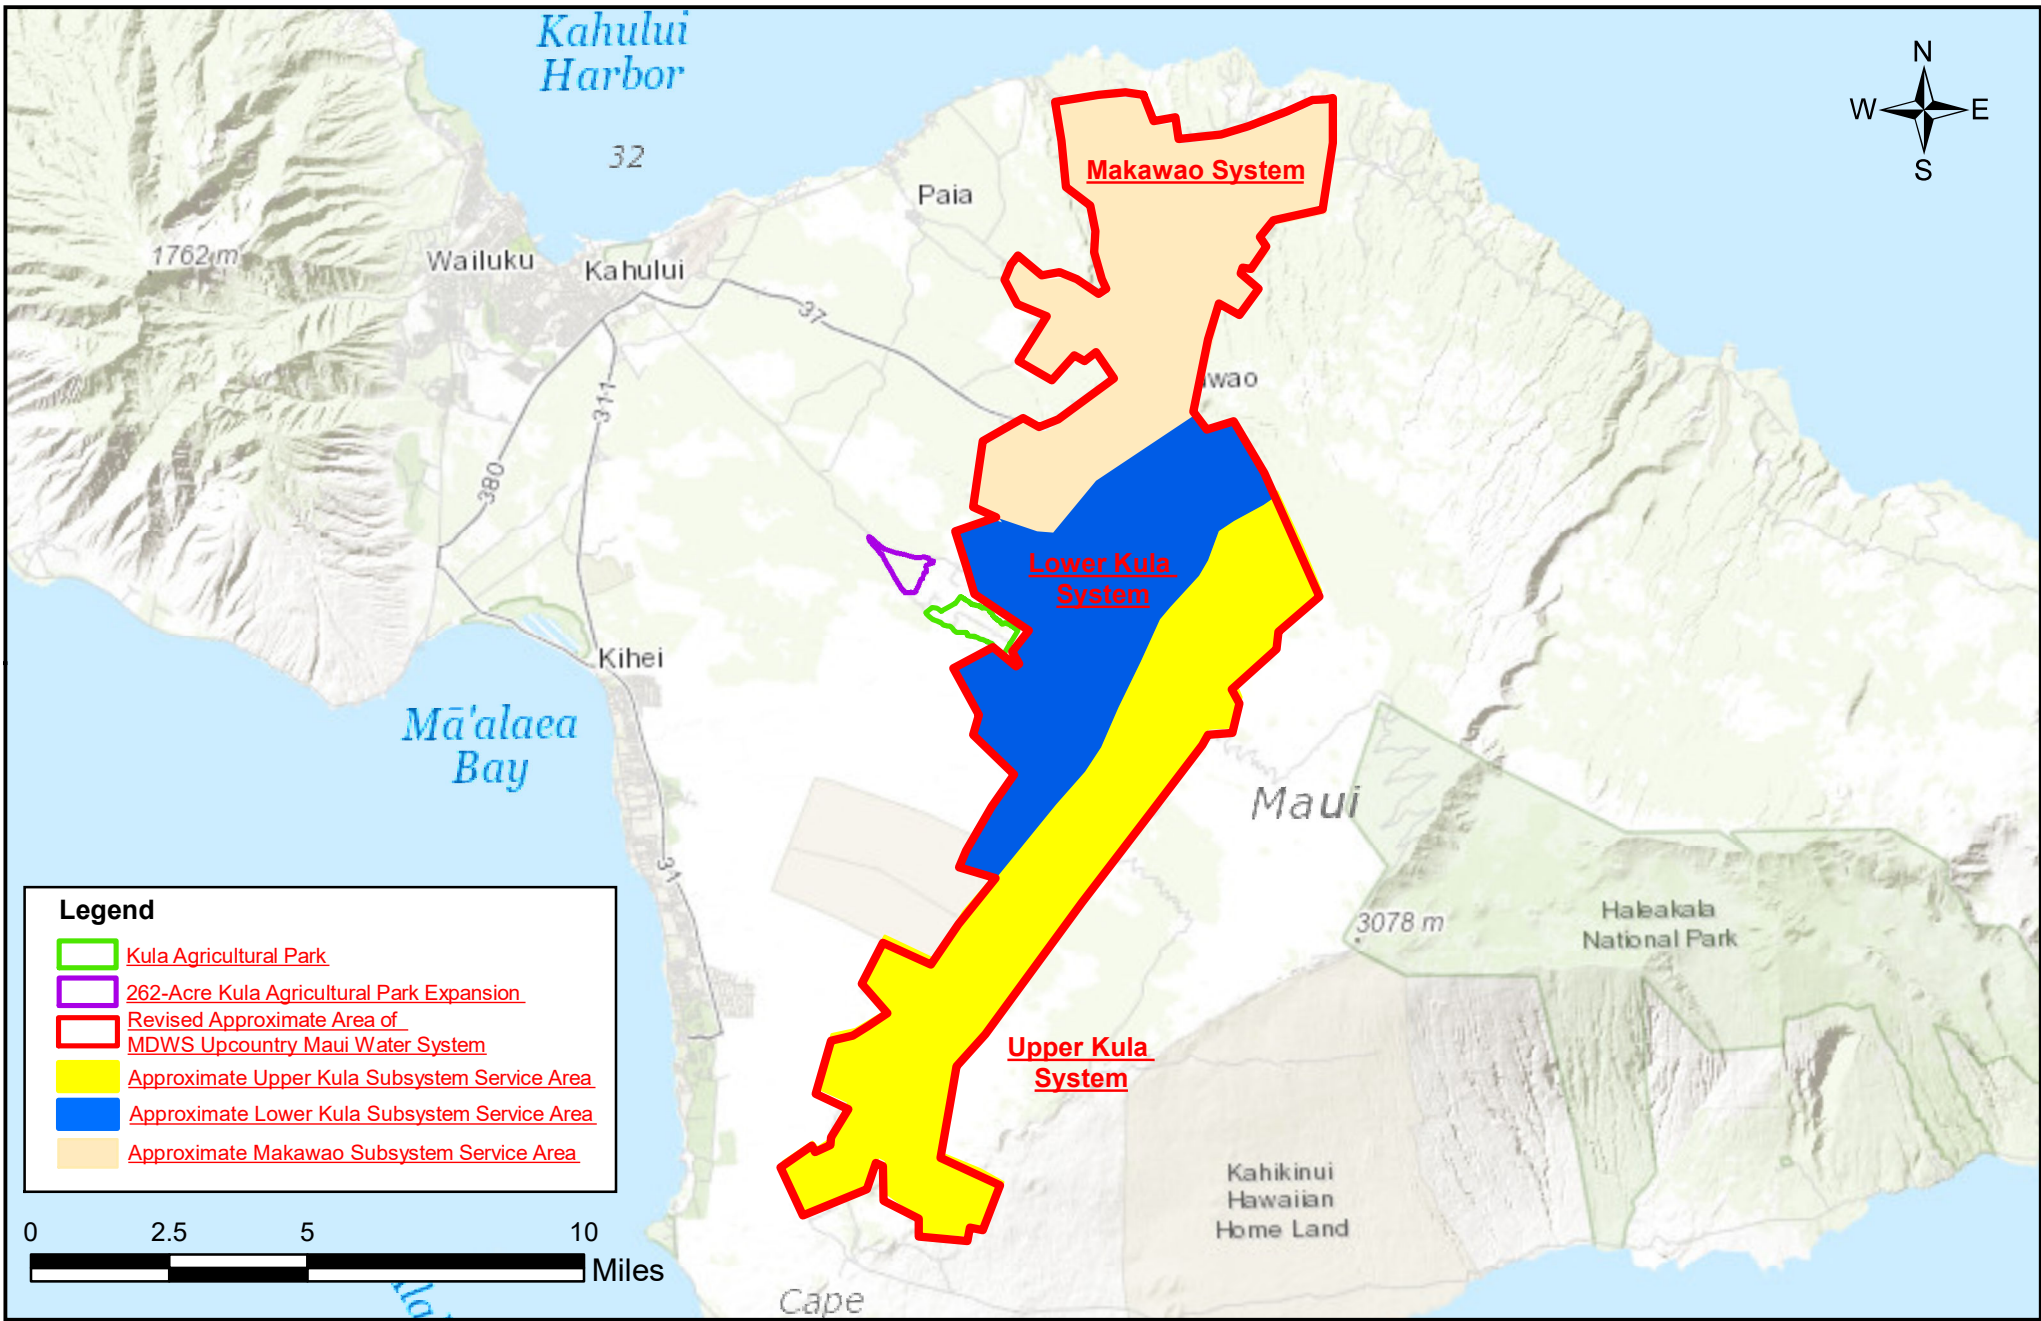 Kahului
Harbor
32
N
W E
S
Makawao System
Paia
1762 m
Wailuku
Kahului
37
311
380
Lower Kula
System
Kihei
Mā'alaea
Bay
Maui
31
3078 m
Haleakala
National Park
Upper Kula
System
Kahikinui
Hawaiian
Home Land
Cape
Legend
Kula Agricultural Park
262-Acre Kula Agricultural Park Expansion
Revised Approximate Area of
MDWS Upcountry Maui Water System
Approximate Upper Kula Subsystem Service Area
Approximate Lower Kula Subsystem Service Area
Approximate Makawao Subsystem Service Area
0 2.5 5 10
Miles